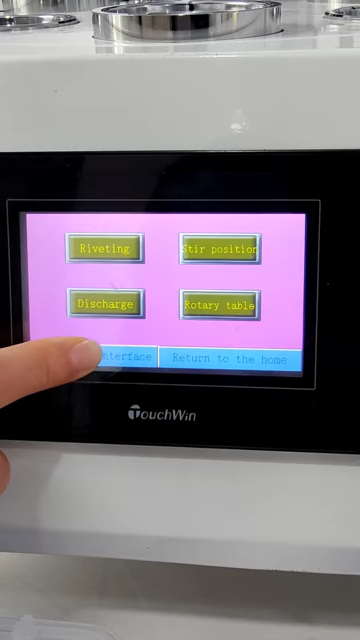 Riveting
Stir position
Discharge
Rotary table
nterface
Return to the home
TouchWin